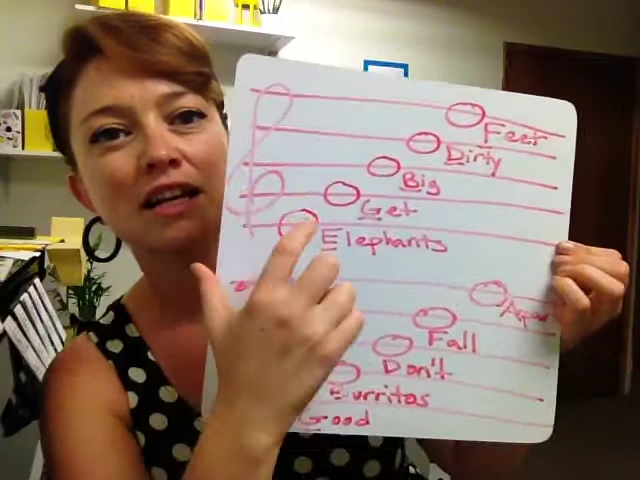 Feet
Dirty
Big
Get
Elephants
Apar
Fall
Don't
Burritos
Good